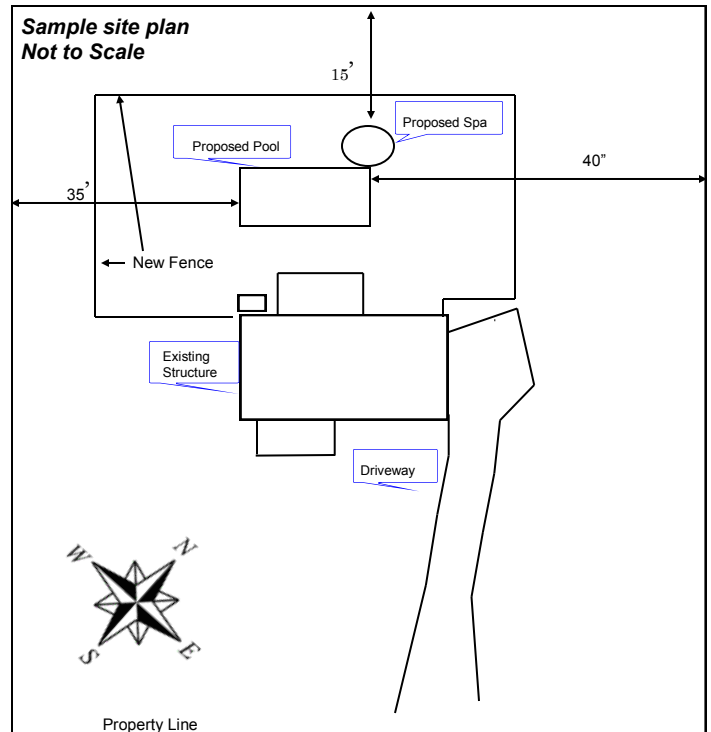 Sample site plan
Not to Scale
15’
Proposed Spa
Proposed Pool
40”
35’
New Fence
Existing
Structure
Driveway
W
N
S
E
Property Line